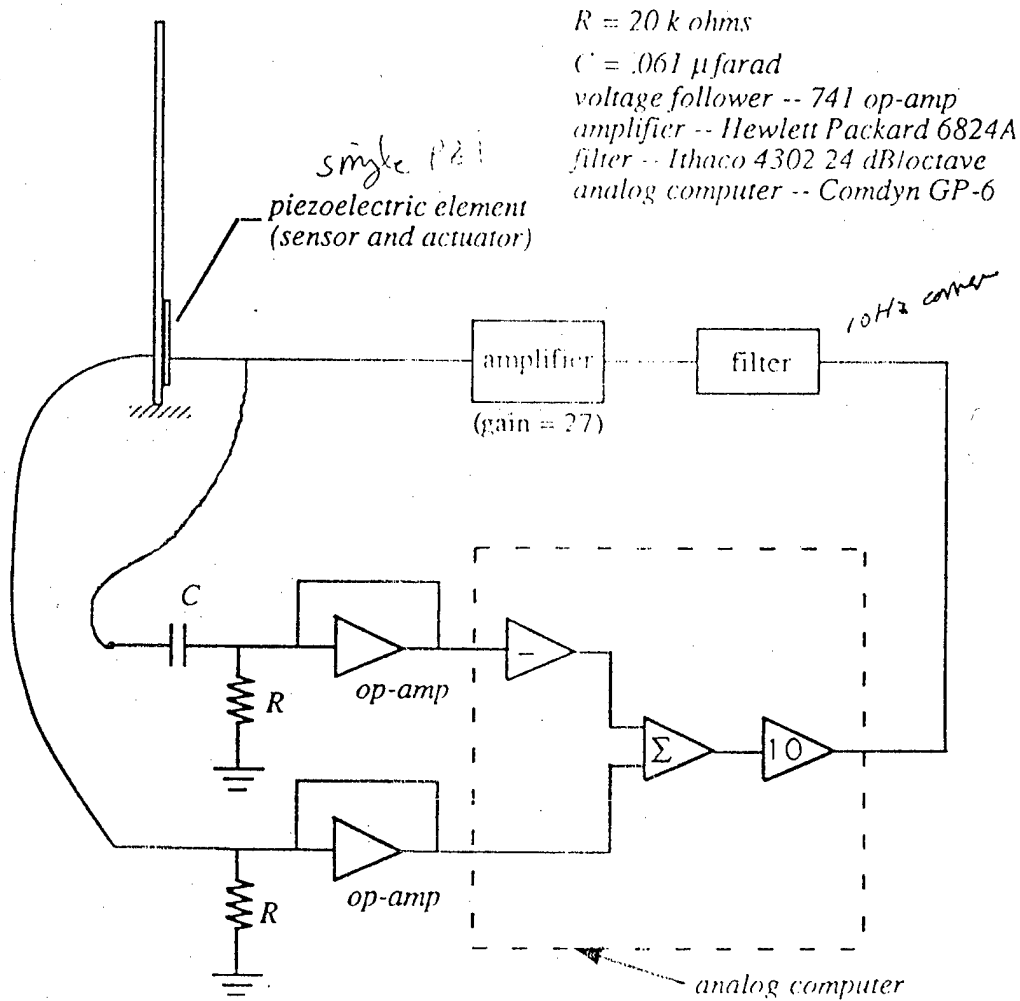 R = 20 k ohms
C = .061 μ farad
voltage follower -- 741 op-amp
amplifier -- Hewlett Packard 6824A
filter -- Ithaco 4302 24 dB/octave
analog computer -- Comdyn GP-6
single
piezoelectric element
(sensor and actuator)
10Hz corner
amplifier
filter
(gain = 27)
C
R
op-amp
−
Σ
10
R
op-amp
analog computer